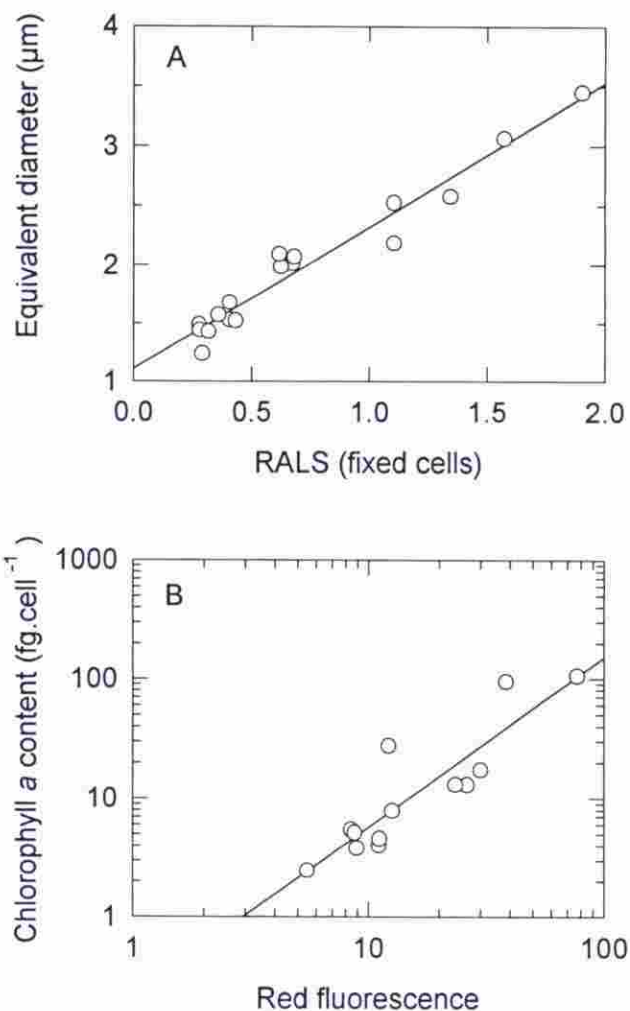 Equivalent diameter (µm)
A
4
3
2
1
0.0 0.5 1.0 1.5 2.0
RALS (fixed cells)
Chlorophyll a content (fg.cell⁻¹)
B
1000
100
10
1
1 10 100
Red fluorescence